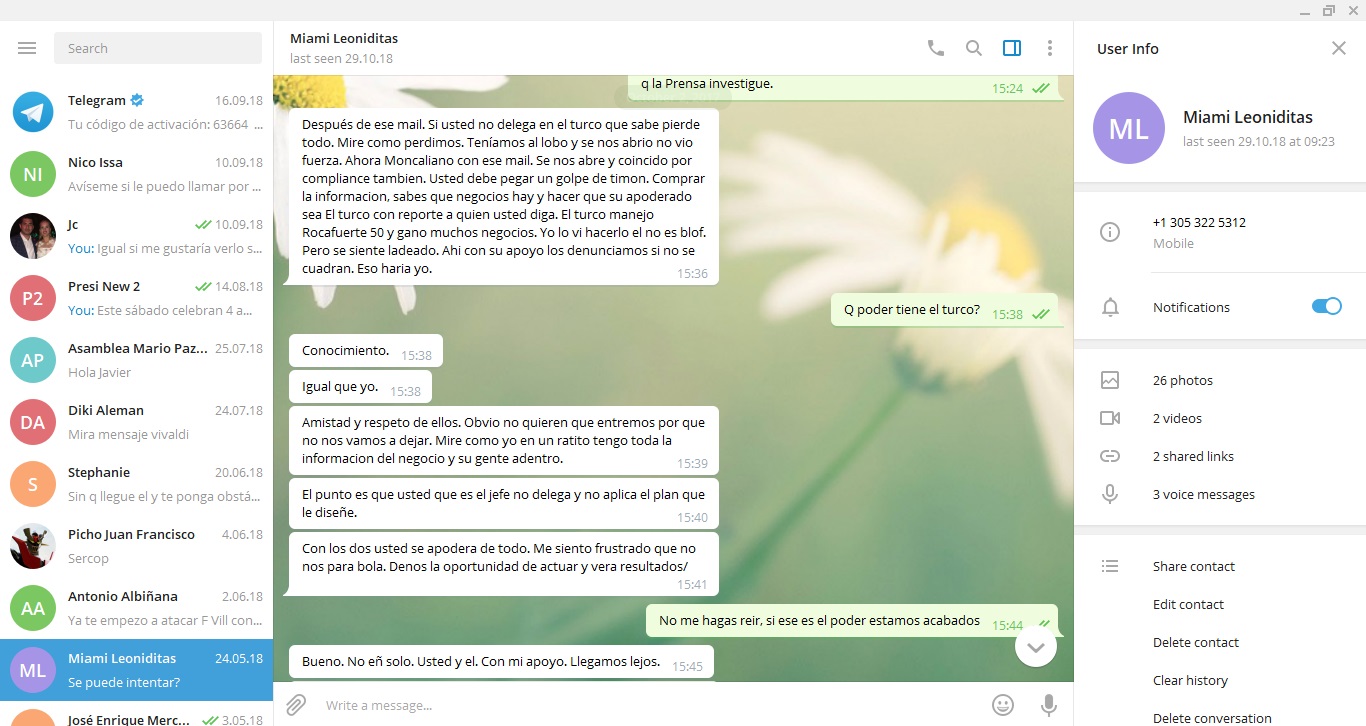 Search
Telegram 16.09.18
Tu código de activación: 63664 ...
NI
Nico Issa 10.09.18
Avíseme si le puedo llamar por ...
Jc 10.09.18
You: Igual si me gustaría verlo s...
P2
Presi New 2 14.08.18
You: Este sábado celebran 4 a...
AP
Asamblea Mario Paz... 25.07.18
Hola Javier
DA
Diki Aleman 24.07.18
Mira mensaje vivaldi
S
Stephanie 20.06.18
Sin q llegue el y te ponga obstá...
Picho Juan Francisco 4.06.18
Sercop
AA
Antonio Albiñana 2.06.18
Ya te empezo a atacar F Vill con...
ML
Miami Leoniditas 24.05.18
Se puede intentar?
José Enrique Merc... 3.05.18
Miami Leoniditas
last seen 29.10.18
q la Prensa investigue. 15:24
Después de ese mail. Si usted no delega en el turco que sabe pierde
todo. Mire como perdimos. Teníamos al lobo y se nos abrio no vio
fuerza. Ahora Moncaliano con ese mail. Se nos abre y coincido por
compliance tambien. Usted debe pegar un golpe de timon. Comprar
la informacion, sabes que negocios hay y hacer que su apoderado
sea El turco con reporte a quien usted diga. El turco manejo
Rocafuerte 50 y gano muchos negocios. Yo lo vi hacerlo el no es blof.
Pero se siente ladeado. Ahi con su apoyo los denunciamos si no se
cuadran. Eso haria yo. 15:36
Q poder tiene el turco? 15:38
Conocimiento. 15:38
Igual que yo. 15:38
Amistad y respeto de ellos. Obvio no quieren que entremos por que
no nos vamos a dejar. Mire como yo en un ratito tengo toda la
informacion del negocio y su gente adentro. 15:39
El punto es que usted que es el jefe no delega y no aplica el plan que
le diseñe. 15:40
Con los dos usted se apodera de todo. Me siento frustrado que no
nos para bola. Denos la oportunidad de actuar y vera resultados/
15:41
No me hagas reir, si ese es el poder estamos acabados 15:44
Bueno. No eñ solo. Usted y el. Con mi apoyo. Llegamos lejos. 15:45
Write a message...
User Info
ML
Miami Leoniditas
last seen 29.10.18 at 09:23
+1 305 322 5312
Mobile
Notifications
26 photos
2 videos
2 shared links
3 voice messages
Share contact
Edit contact
Delete contact
Clear history
Delete conversation